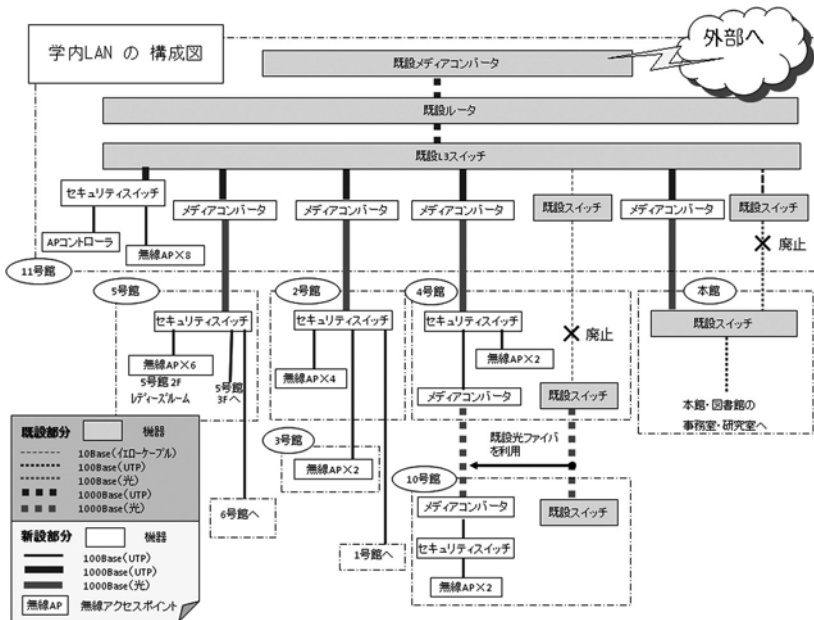 学内LAN の 構成図
外部へ
既設メディアコンバータ
既設ルータ
既設L3スイッチ
セキュリティスイッチ
メディアコンバータ
メディアコンバータ
メディアコンバータ
既設スイッチ
メディアコンバータ
既設スイッチ
APコントローラ
無線AP×8
廃止
11号館
5号館
セキュリティスイッチ
無線AP×6
5号館 2F
レディーズルーム
5号館
3Fへ
6号館へ
2号館
セキュリティスイッチ
無線AP×4
3号館
無線AP×2
1号館へ
4号館
セキュリティスイッチ
無線AP×2
廃止
メディアコンバータ
既設スイッチ
既設光ファイバ
を利用
10号館
メディアコンバータ
既設スイッチ
セキュリティスイッチ
無線AP×2
本館
既設スイッチ
本館・図書館の
事務室・研究室へ
既設部分 機器
10Base(イエローケーブル)
100Base(UTP)
100Base(光)
1000Base(UTP)
1000Base(光)
新設部分 機器
100Base(UTP)
1000Base(UTP)
1000Base(光)
無線AP 無線アクセスポイント